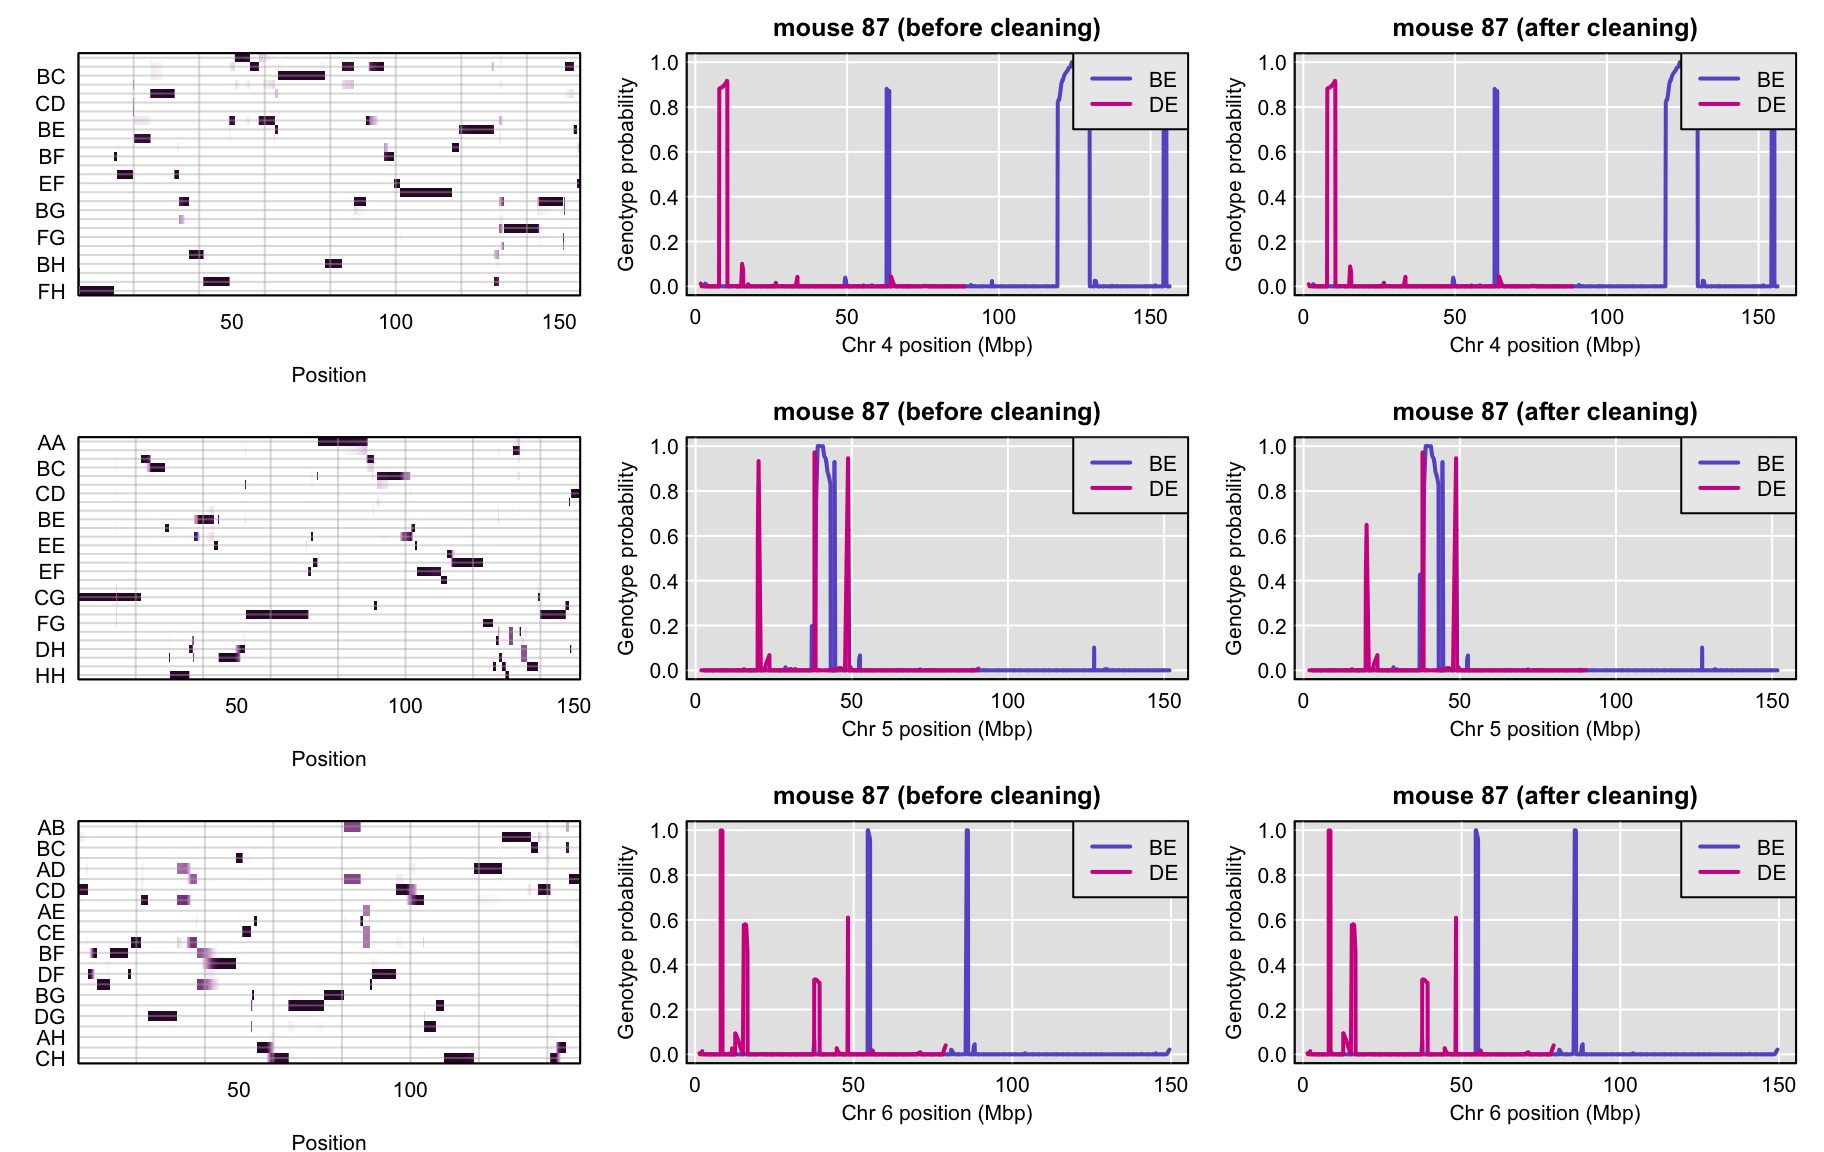 mouse 87 (before cleaning)
mouse 87 (after cleaning)
BC
CD
BE
BF
EF
BG
FG
BH
FH
50
100
150
Position
Genotype probability
1.0
0.8
0.6
0.4
0.2
0.0
BE
DE
0
50
100
150
Chr 4 position (Mbp)
Genotype probability
1.0
0.8
0.6
0.4
0.2
0.0
BE
DE
0
50
100
150
Chr 4 position (Mbp)
mouse 87 (before cleaning)
mouse 87 (after cleaning)
AA
BC
CD
BE
EE
EF
CG
FG
DH
HH
50
100
150
Position
Genotype probability
1.0
0.8
0.6
0.4
0.2
0.0
BE
DE
0
50
100
150
Chr 5 position (Mbp)
Genotype probability
1.0
0.8
0.6
0.4
0.2
0.0
BE
DE
0
50
100
150
Chr 5 position (Mbp)
mouse 87 (before cleaning)
mouse 87 (after cleaning)
AB
BC
AD
CD
AE
CE
BF
DF
BG
DG
AH
CH
50
100
Position
Genotype probability
1.0
0.8
0.6
0.4
0.2
0.0
BE
DE
0
50
100
150
Chr 6 position (Mbp)
Genotype probability
1.0
0.8
0.6
0.4
0.2
0.0
BE
DE
0
50
100
150
Chr 6 position (Mbp)